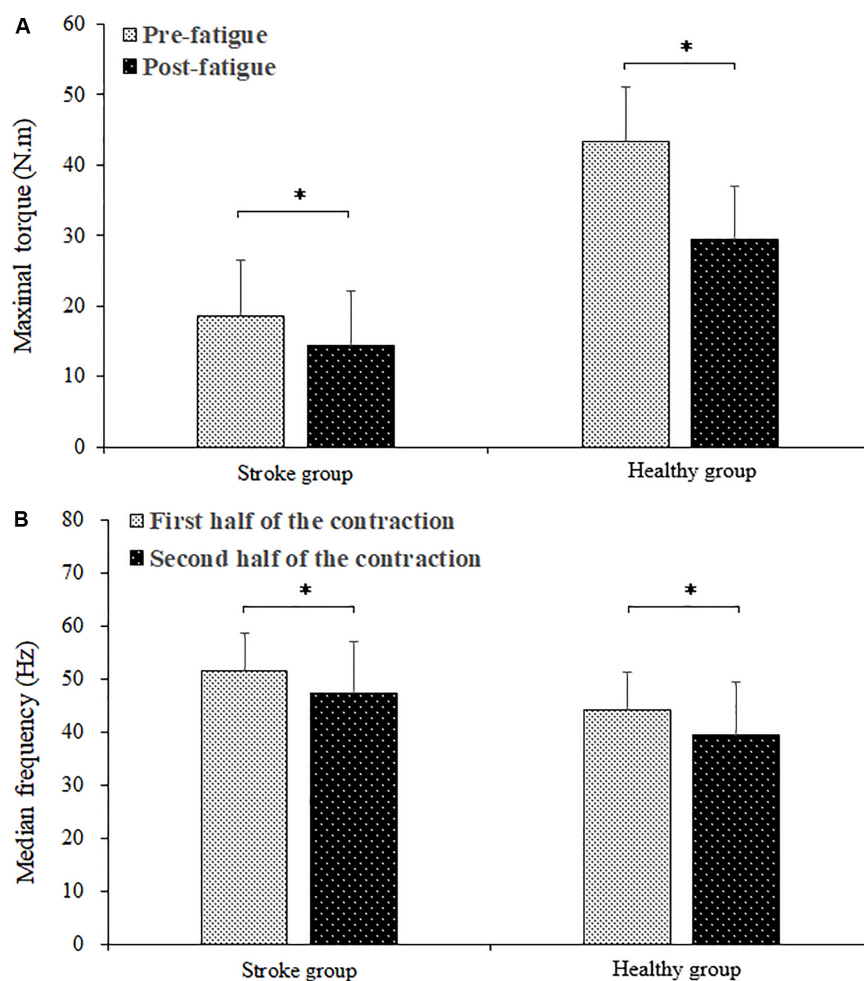 A
Maximal torque (N.m)
60
50
40
30
20
10
0
Pre-fatigue
Post-fatigue
*
*
Stroke group
Healthy group
B
Median frequency (Hz)
80
70
60
50
40
30
20
10
0
First half of the contraction
Second half of the contraction
*
*
Stroke group
Healthy group